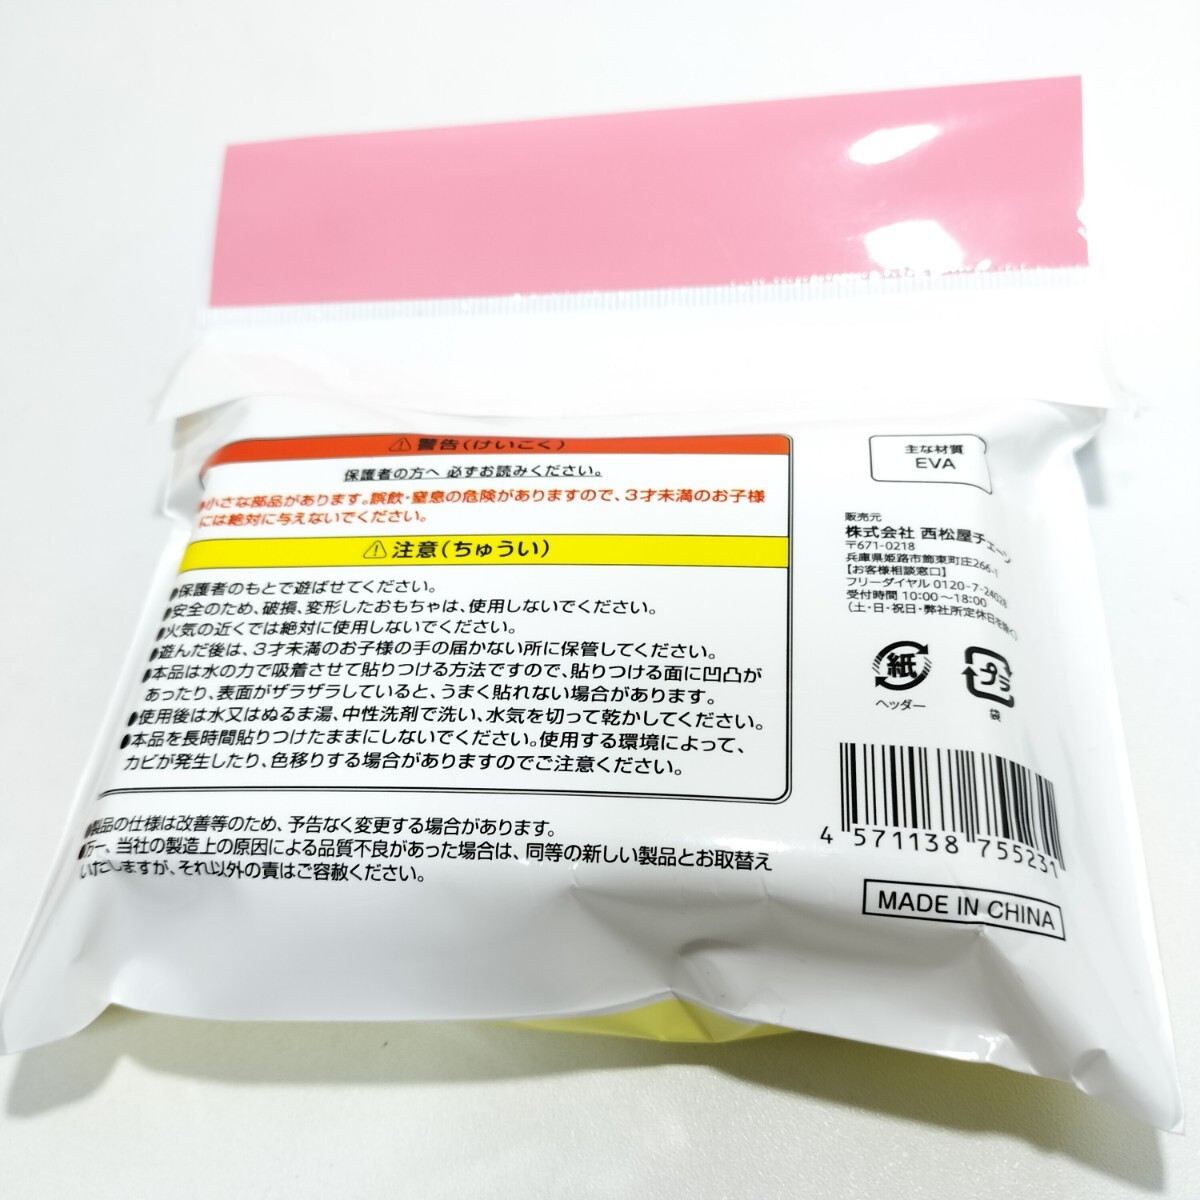 ⚠ 警告(けいこく)
保護者の方へ 必ずお読みください。
●小さな部品があります。誤飲・窒息の危険がありますので、3才未満のお子様
には絶対に与えないでください。
⚠ 注意(ちゅうい)
●保護者のもとで遊ばせてください。
●安全のため、破損、変形したおもちゃは、使用しないでください。
●火気の近くでは絶対に使用しないでください。
●遊んだ後は、3才未満のお子様の手の届かない所に保管してください。
●本品は水の力で吸着させて貼りつける方法ですので、貼りつける面に凹凸が
あったり、表面がザラザラしていると、うまく貼れない場合があります。
●使用後は水又はぬるま湯、中性洗剤で洗い、水気を切って乾かしてください。
●本品を長時間貼りつけたままにしないでください。使用する環境によって、
カビが発生したり、色移りする場合がありますのでご注意ください。
●製品の仕様は改善等のため、予告なく変更する場合があります。
●万一、当社の製造上の原因による品質不良があった場合は、同等の新しい製品とお取替え
いたしますが、それ以外の責はご容赦ください。
主な材質
EVA
販売元
株式会社 西松屋チェーン
〒671-0218
兵庫県姫路市飾東町庄266-1
【お客様相談窓口】
フリーダイヤル 0120-7-24028
受付時間 10:00～18:00
(土・日・祝日・弊社所定休日を除く)
紙
ヘッダー
プラ
袋
4 571138 755231
MADE IN CHINA